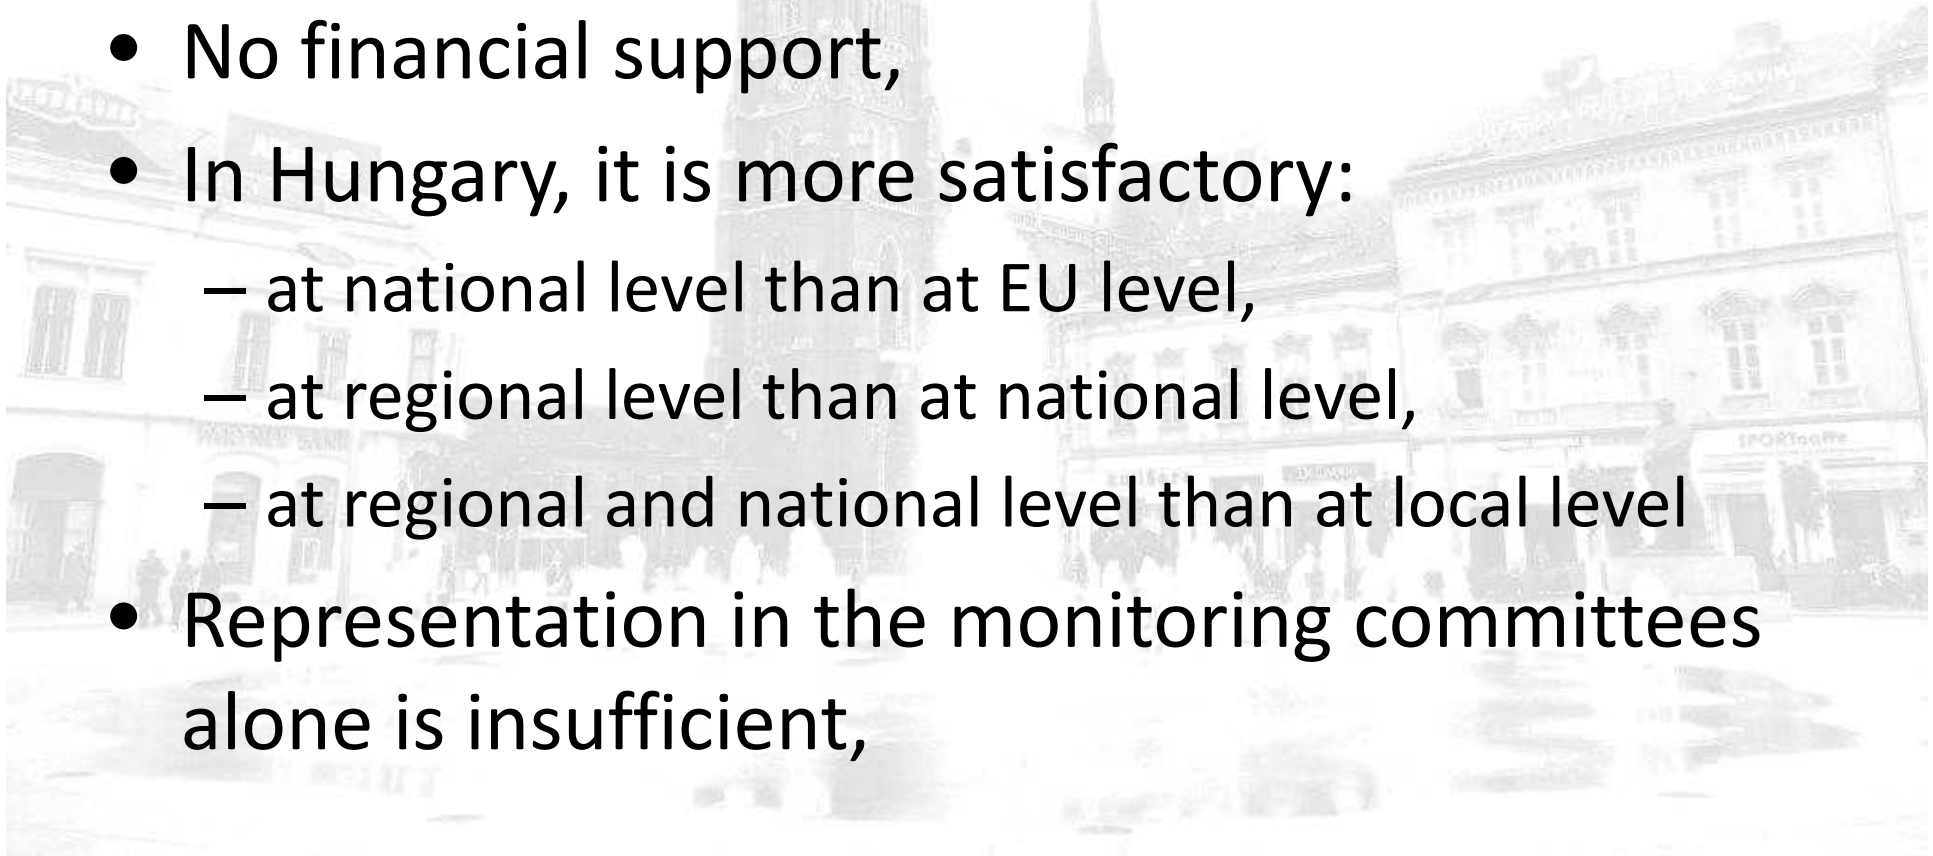 • No financial support,
• In Hungary, it is more satisfactory:
– at national level than at EU level,
– at regional level than at national level,
– at regional and national level than at local level
• Representation in the monitoring committees
alone is insufficient,